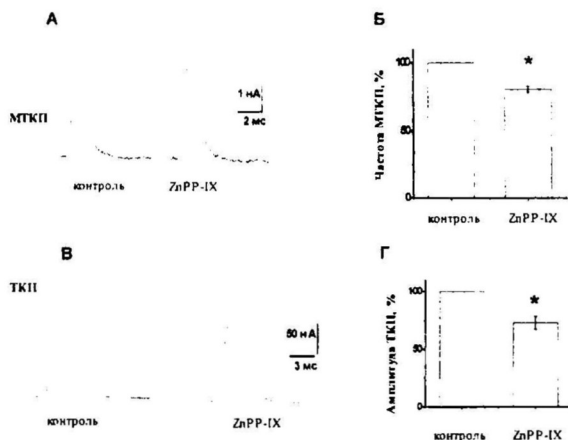 А
1 нА
2 мс
МТКП
контроль
ZnPP-IX
Б
Частота МТКП, %
100
50
0
*
контроль
ZnPP-IX
В
ТКП
50 нА
3 мс
контроль
ZnPP-IX
Г
Амплитуда ТКП, %
100
50
0
*
контроль
ZnPP-IX